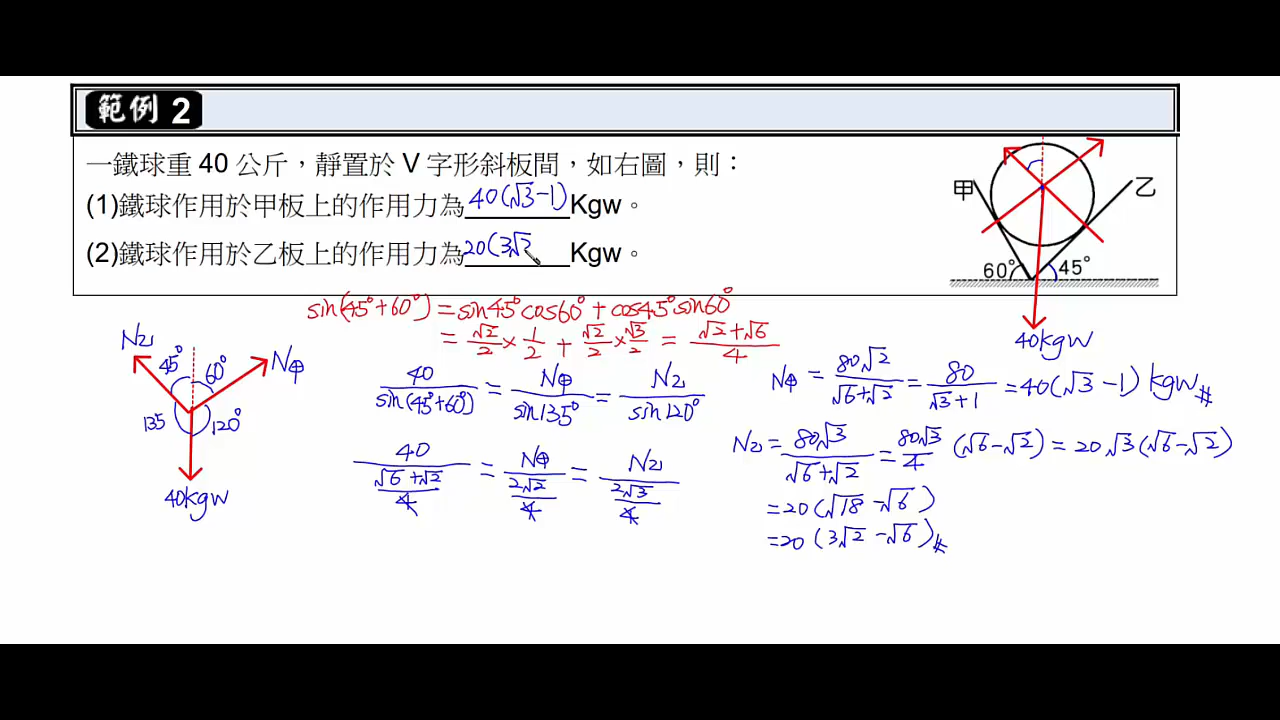 範例 2
一鐵球重 40 公斤，靜置於 V 字形斜板間，如右圖，則：
(1)鐵球作用於甲板上的作用力為 40(√3-1) Kgw。
(2)鐵球作用於乙板上的作用力為 20(3√2 Kgw。
甲
乙
60°
45°
40kgw
sin(45°+60°) = sin45°cos60° + cos45°sin60°
= √2/2 × 1/2 + √2/2 × √3/2 = (√2+√6)/4
N乙
45°
60°
N甲
135
120°
40kgw
40/sin(45°+60°) = N甲/sin135° = N乙/sin120°
40/((√6+√2)/4) = N甲/(2√2/4) = N乙/(2√3/4)
N甲 = 80√2/(√6+√2) = 80/(√3+1) = 40(√3-1) kgw #
N乙 = 80√3/(√6+√2) = 80√3/4 (√6-√2) = 20√3(√6-√2)
=20(√18-√6)
=20(3√2-√6)#